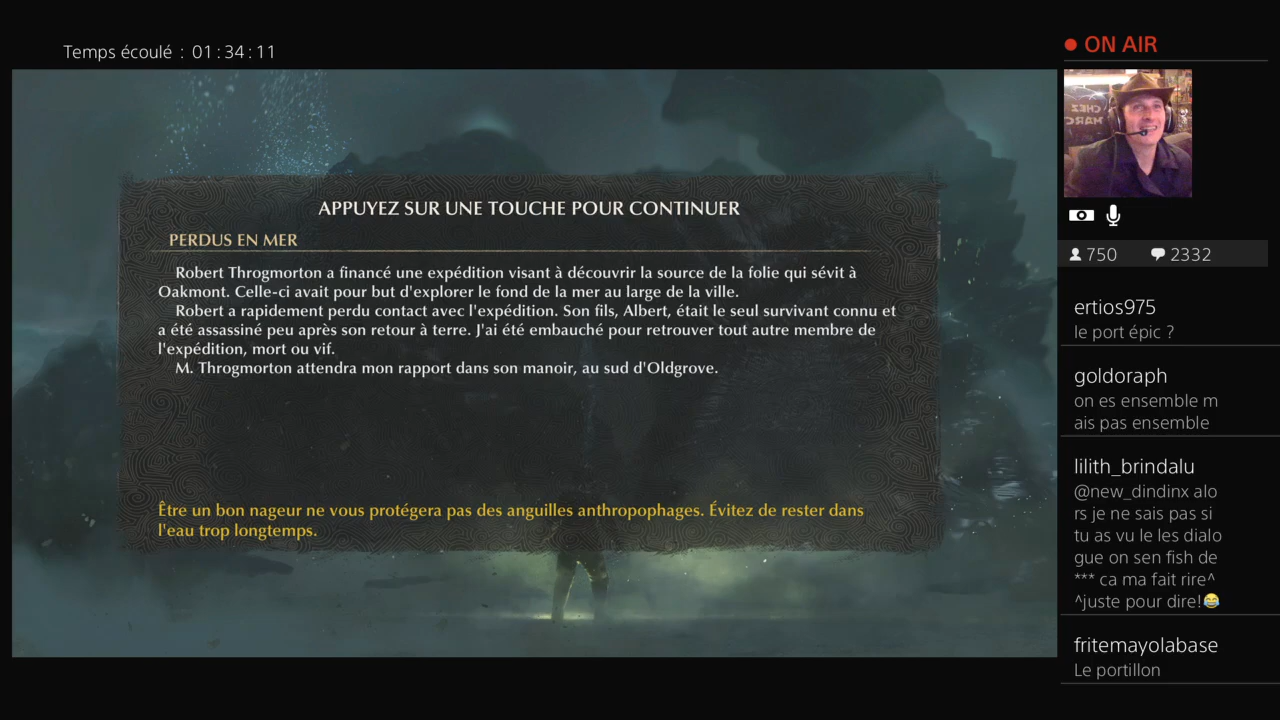 Temps écoulé : 01:34:11
ON AIR
CHEZ
MARC
APPUYEZ SUR UNE TOUCHE POUR CONTINUER
PERDUS EN MER
Robert Throgmorton a financé une expédition visant à découvrir la source de la folie qui sévit à
Oakmont. Celle-ci avait pour but d'explorer le fond de la mer au large de la ville.
Robert a rapidement perdu contact avec l'expédition. Son fils, Albert, était le seul survivant connu et
a été assassiné peu après son retour à terre. J'ai été embauché pour retrouver tout autre membre de
l'expédition, mort ou vif.
M. Throgmorton attendra mon rapport dans son manoir, au sud d'Oldgrove.
Être un bon nageur ne vous protégera pas des anguilles anthropophages. Évitez de rester dans
l'eau trop longtemps.
750 2332
ertios975
le port épic ?
goldoraph
on es ensemble m
ais pas ensemble
lilith_brindalu
@new_dindinx alo
rs je ne sais pas si
tu as vu le les dialo
gue on sen fish de
*** ca ma fait rire^
^juste pour dire!😂
fritemayolabase
Le portillon